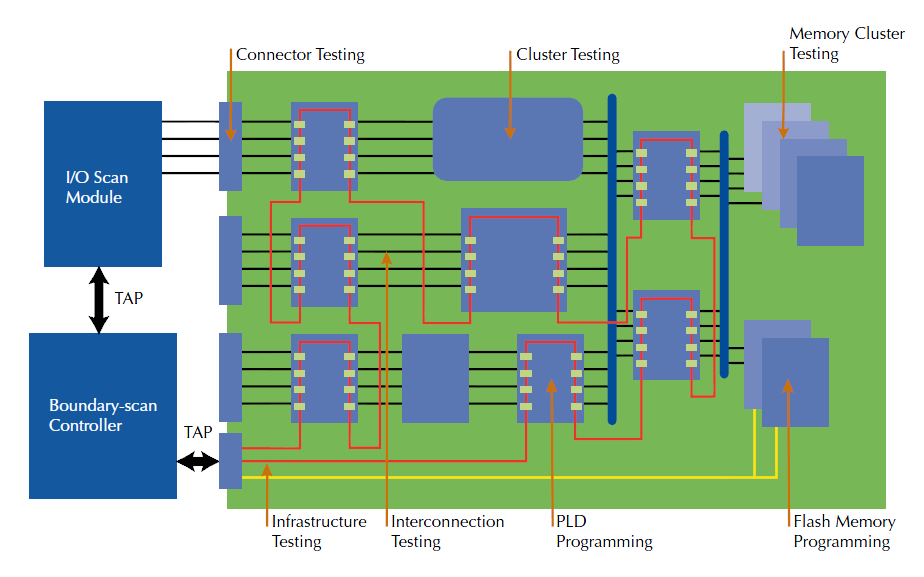 Connector Testing
Cluster Testing
Memory Cluster
Testing
I/O Scan
Module
TAP
Boundary-scan
Controller
TAP
Infrastructure
Testing
Interconnection
Testing
PLD
Programming
Flash Memory
Programming